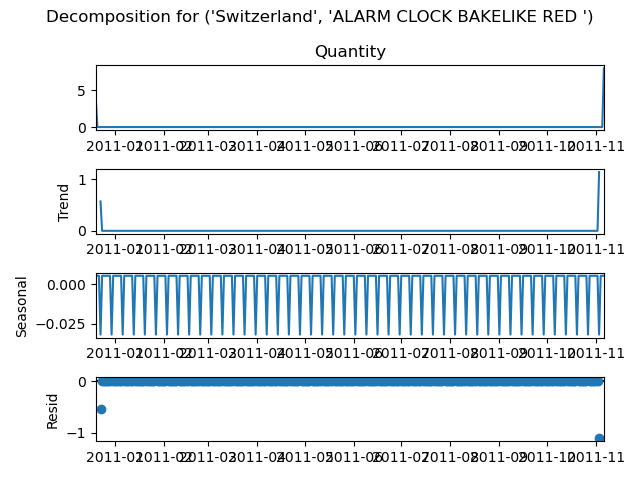 Decomposition for ('Switzerland', 'ALARM CLOCK BAKELIKE RED ')
Quantity
5
0
2011-01 2011-02 2011-03 2011-04 2011-05 2011-06 2011-07 2011-08 2011-09 2011-10 2011-11
Trend
1
0
2011-01 2011-02 2011-03 2011-04 2011-05 2011-06 2011-07 2011-08 2011-09 2011-10 2011-11
Seasonal
0.000
−0.025
2011-01 2011-02 2011-03 2011-04 2011-05 2011-06 2011-07 2011-08 2011-09 2011-10 2011-11
Resid
0
−1
2011-01 2011-02 2011-03 2011-04 2011-05 2011-06 2011-07 2011-08 2011-09 2011-10 2011-11